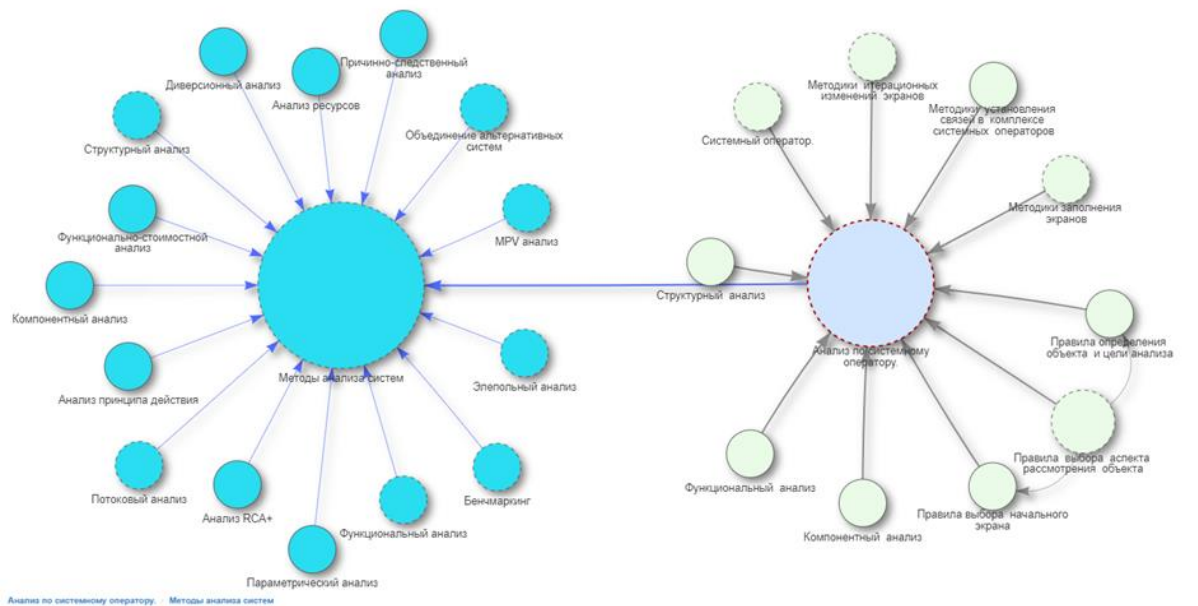 Причинно-следственный
анализ
Диверсионный анализ
Анализ ресурсов
Структурный анализ
Объединение альтернативных
систем
Функционально-стоимостной
анализ
MPV анализ
Компонентный анализ
Методы анализа систем
Элепольный анализ
Анализ принципа действия
Потоковый анализ
Анализ RCA+
Бенчмаркинг
Функциональный анализ
Параметрический анализ
Методики итерационных
изменений экранов
Методики установления
связей в комплексе
системных операторов
Системный оператор.
Методики заполнения
экранов
Структурный анализ
Анализ по системному
оператору.
Правила определения
объекта и цели анализа
Правила выбора аспекта
рассмотрения объекта
Функциональный анализ
Правила выбора начального
экрана
Компонентный анализ
Анализ по системному оператору. Методы анализа систем